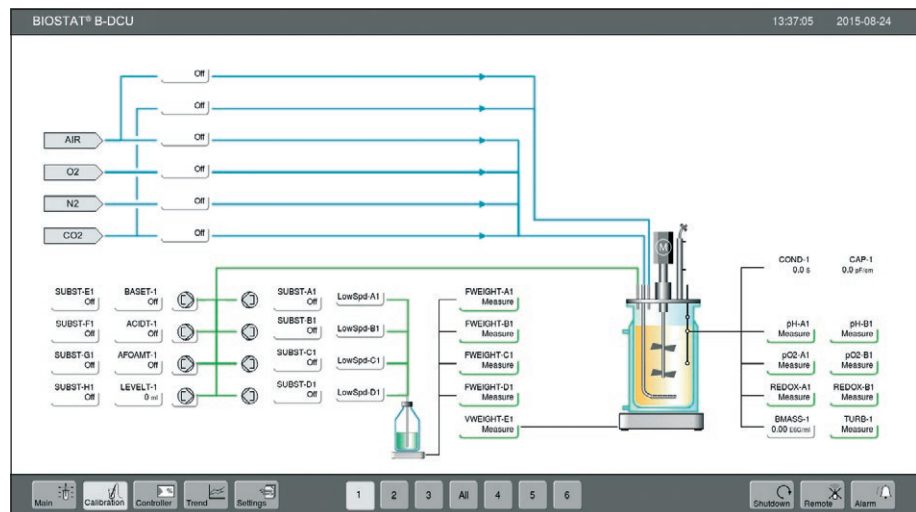 BIOSTAT® B-DCU 13:37:05 2015-08-24
Off
Off
AIR Off
O2 Off
N2 Off
CO2 Off
M
COND-1 CAP-1
0.0 s 0.0 pF/cm
SUBST-E1 BASET-1 SUBST-A1 LowSpd-A1 FWEIGHT-A1
Off Off Off Measure
SUBST-F1 ACIDT-1 SUBST-B1 LowSpd-B1 FWEIGHT-B1 pH-A1 pH-B1
Off Off Off Measure Measure Measure
SUBST-G1 AFOAMT-1 SUBST-C1 LowSpd-C1 FWEIGHT-C1 pO2-A1 pO2-B1
Off Off Off Measure Measure Measure
SUBST-H1 LEVELT-1 SUBST-D1 LowSpd-D1 FWEIGHT-D1 REDOX-A1 REDOX-B1
Off 0 ml Off Measure Measure Measure
VWEIGHT-E1 BMASS-1 TURB-1
Measure 0.00 Measure
Main Calibration Controller Trend Settings 1 2 3 All 4 5 6 Shutdown Remote Alarm